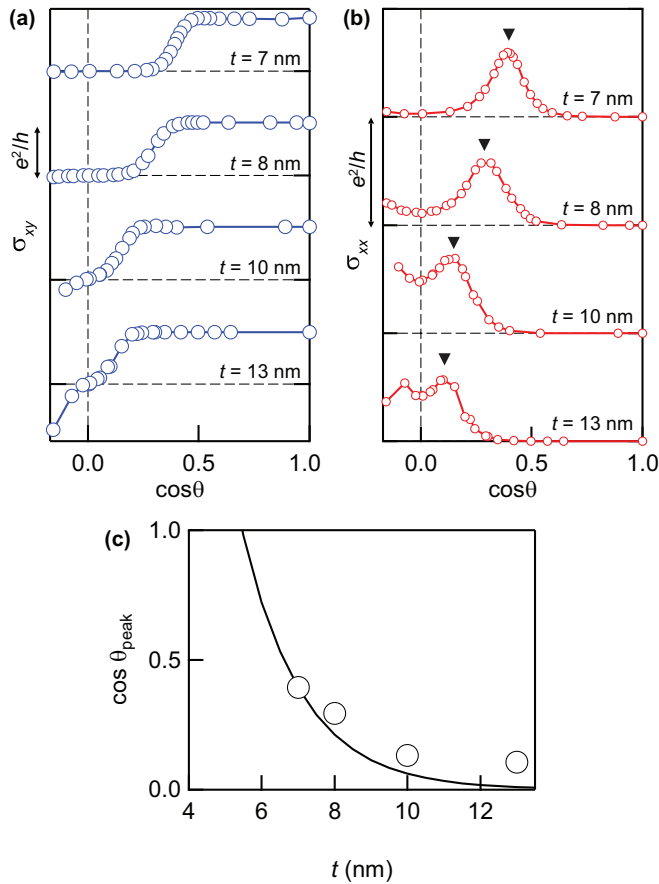 (a)
t = 7 nm
t = 8 nm
t = 10 nm
t = 13 nm
e²/h
σxy
0.0 0.5 1.0
cosθ
(b)
t = 7 nm
t = 8 nm
t = 10 nm
t = 13 nm
e²/h
σxx
0.0 0.5 1.0
cosθ
(c)
1.0
0.5
0.0
cos θpeak
4 6 8 10 12
t (nm)